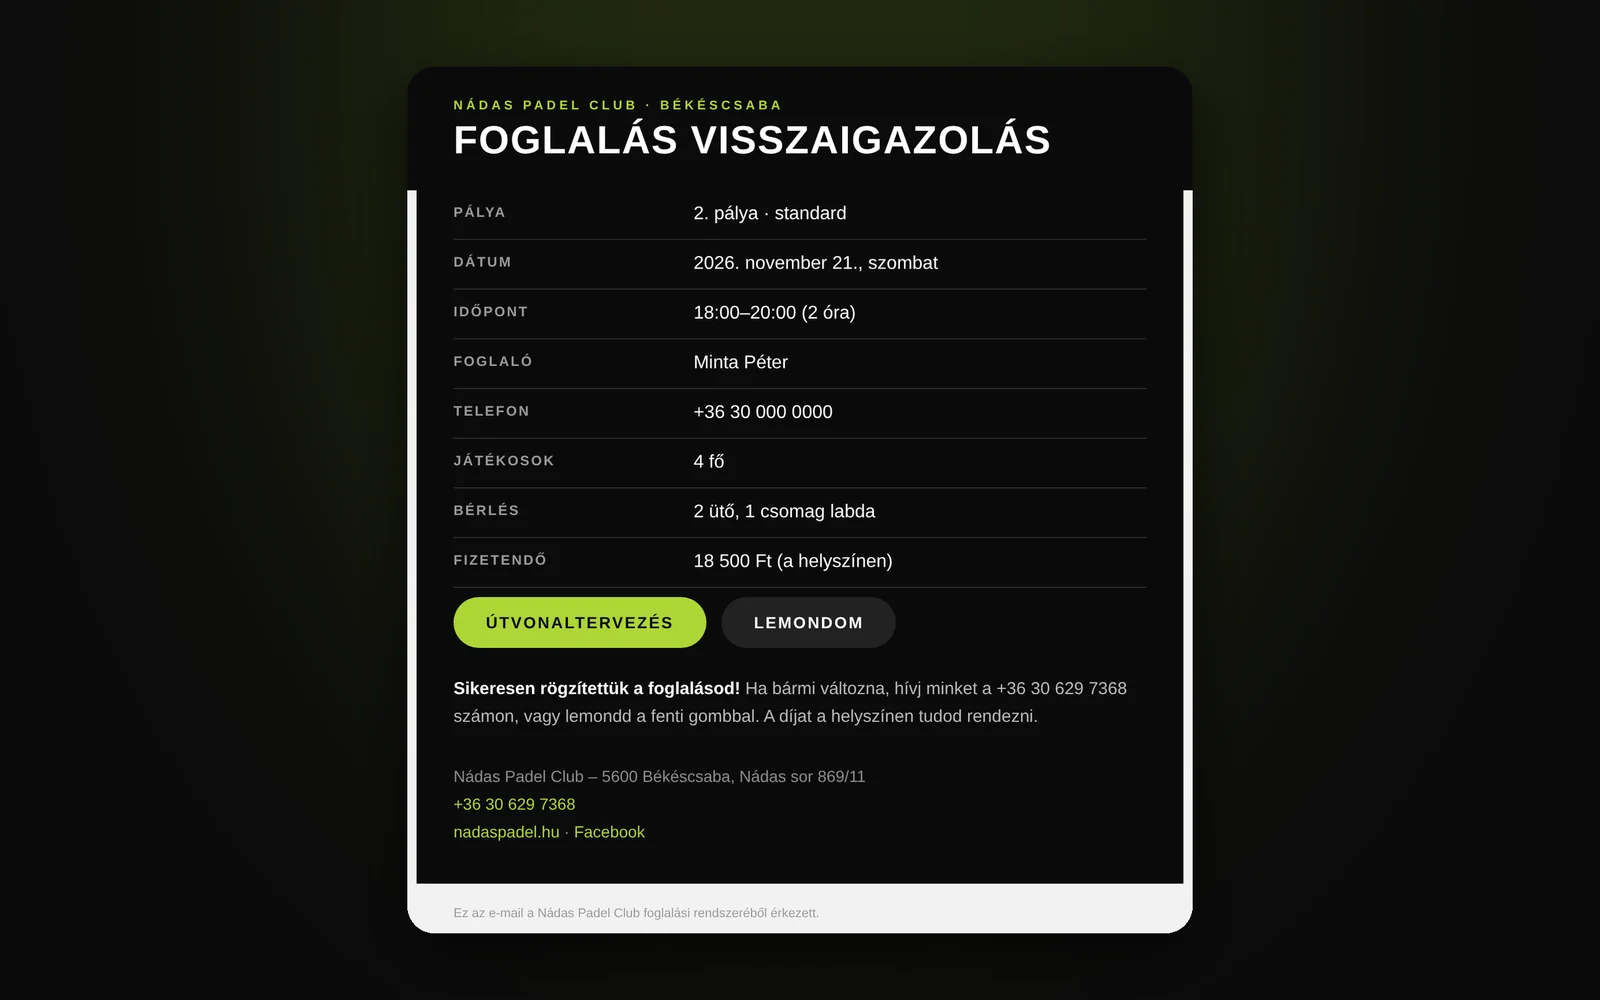 NÁDAS PADEL CLUB · BÉKÉSCSABA
FOGLALÁS VISSZAIGAZOLÁS
PÁLYA 2. pálya · standard
DÁTUM 2026. november 21., szombat
IDŐPONT 18:00–20:00 (2 óra)
FOGLALÓ Minta Péter
TELEFON +36 30 000 0000
JÁTÉKOSOK 4 fő
BÉRLÉS 2 ütő, 1 csomag labda
FIZETENDŐ 18 500 Ft (a helyszínen)
ÚTVONALTERVEZÉS LEMONDOM
Sikeresen rögzítettük a foglalásod! Ha bármi változna, hívj minket a +36 30 629 7368
számon, vagy lemondd a fenti gombbal. A díjat a helyszínen tudod rendezni.
Nádas Padel Club – 5600 Békéscsaba, Nádas sor 869/11
+36 30 629 7368
nadaspadel.hu · Facebook
Ez az e-mail a Nádas Padel Club foglalási rendszeréből érkezett.